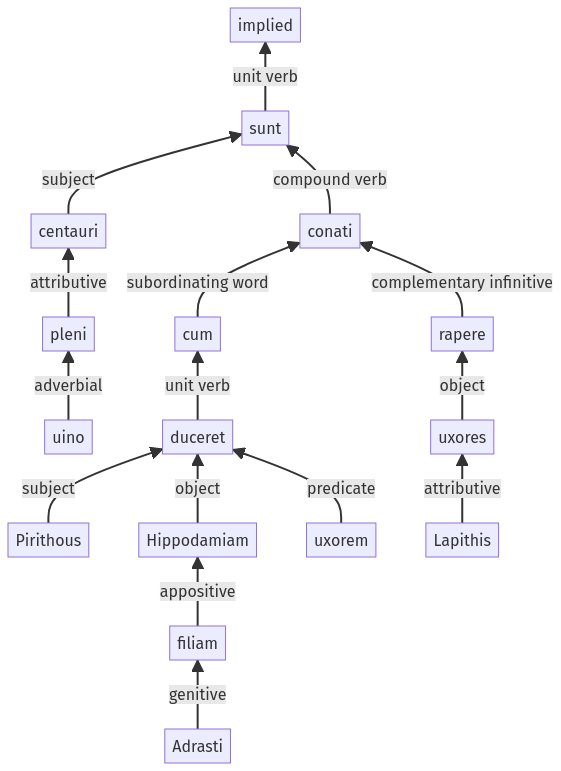 implied
unit verb
sunt
subject compound verb
centauri conati
attributive subordinating word complementary infinitive
pleni cum rapere
adverbial unit verb object
uino duceret uxores
subject object predicate attributive
Pirithous Hippodamiam uxorem Lapithis
appositive
filiam
genitive
Adrasti